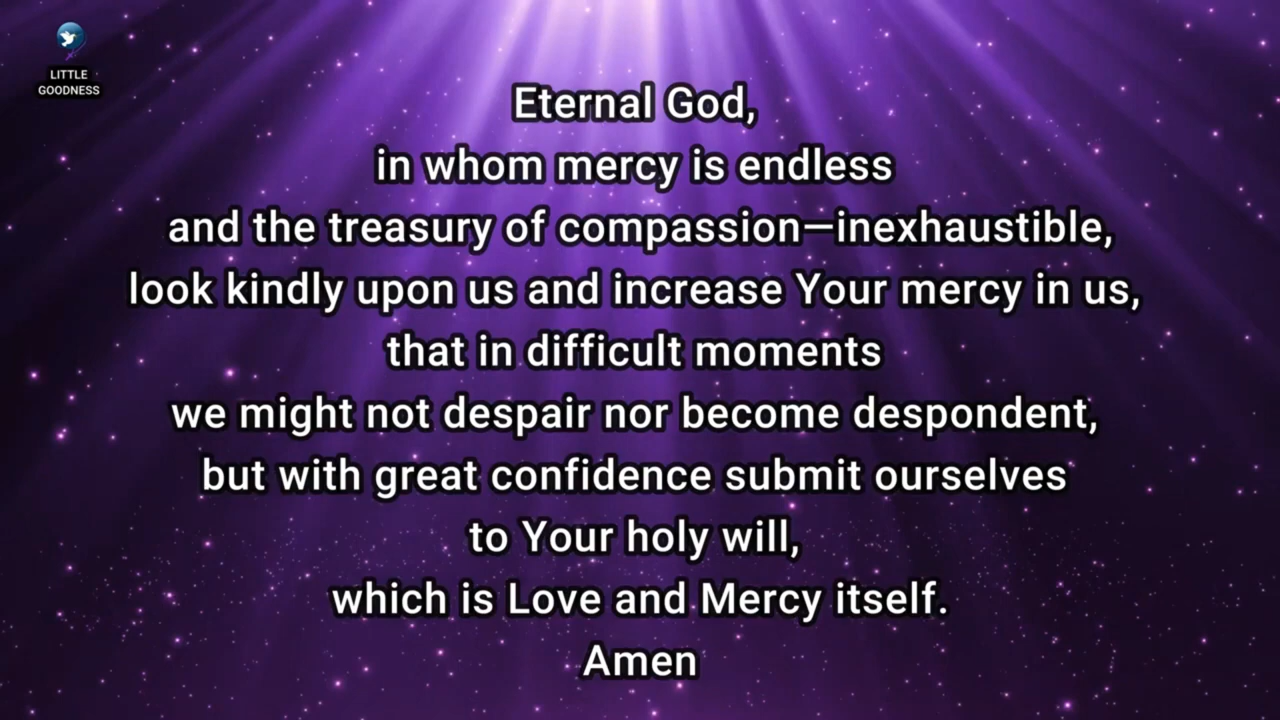 LITTLE
GOODNESS
Eternal God,
in whom mercy is endless
and the treasury of compassion—inexhaustible,
look kindly upon us and increase Your mercy in us,
that in difficult moments
we might not despair nor become despondent,
but with great confidence submit ourselves
to Your holy will,
which is Love and Mercy itself.
Amen